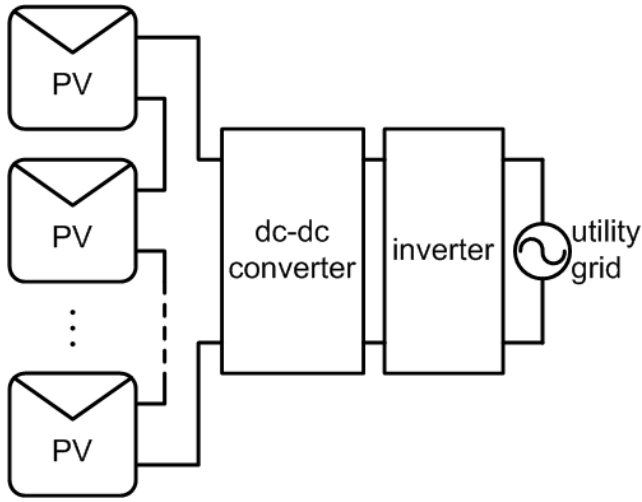 PV
PV
PV
dc-dc
converter
inverter
utility
grid